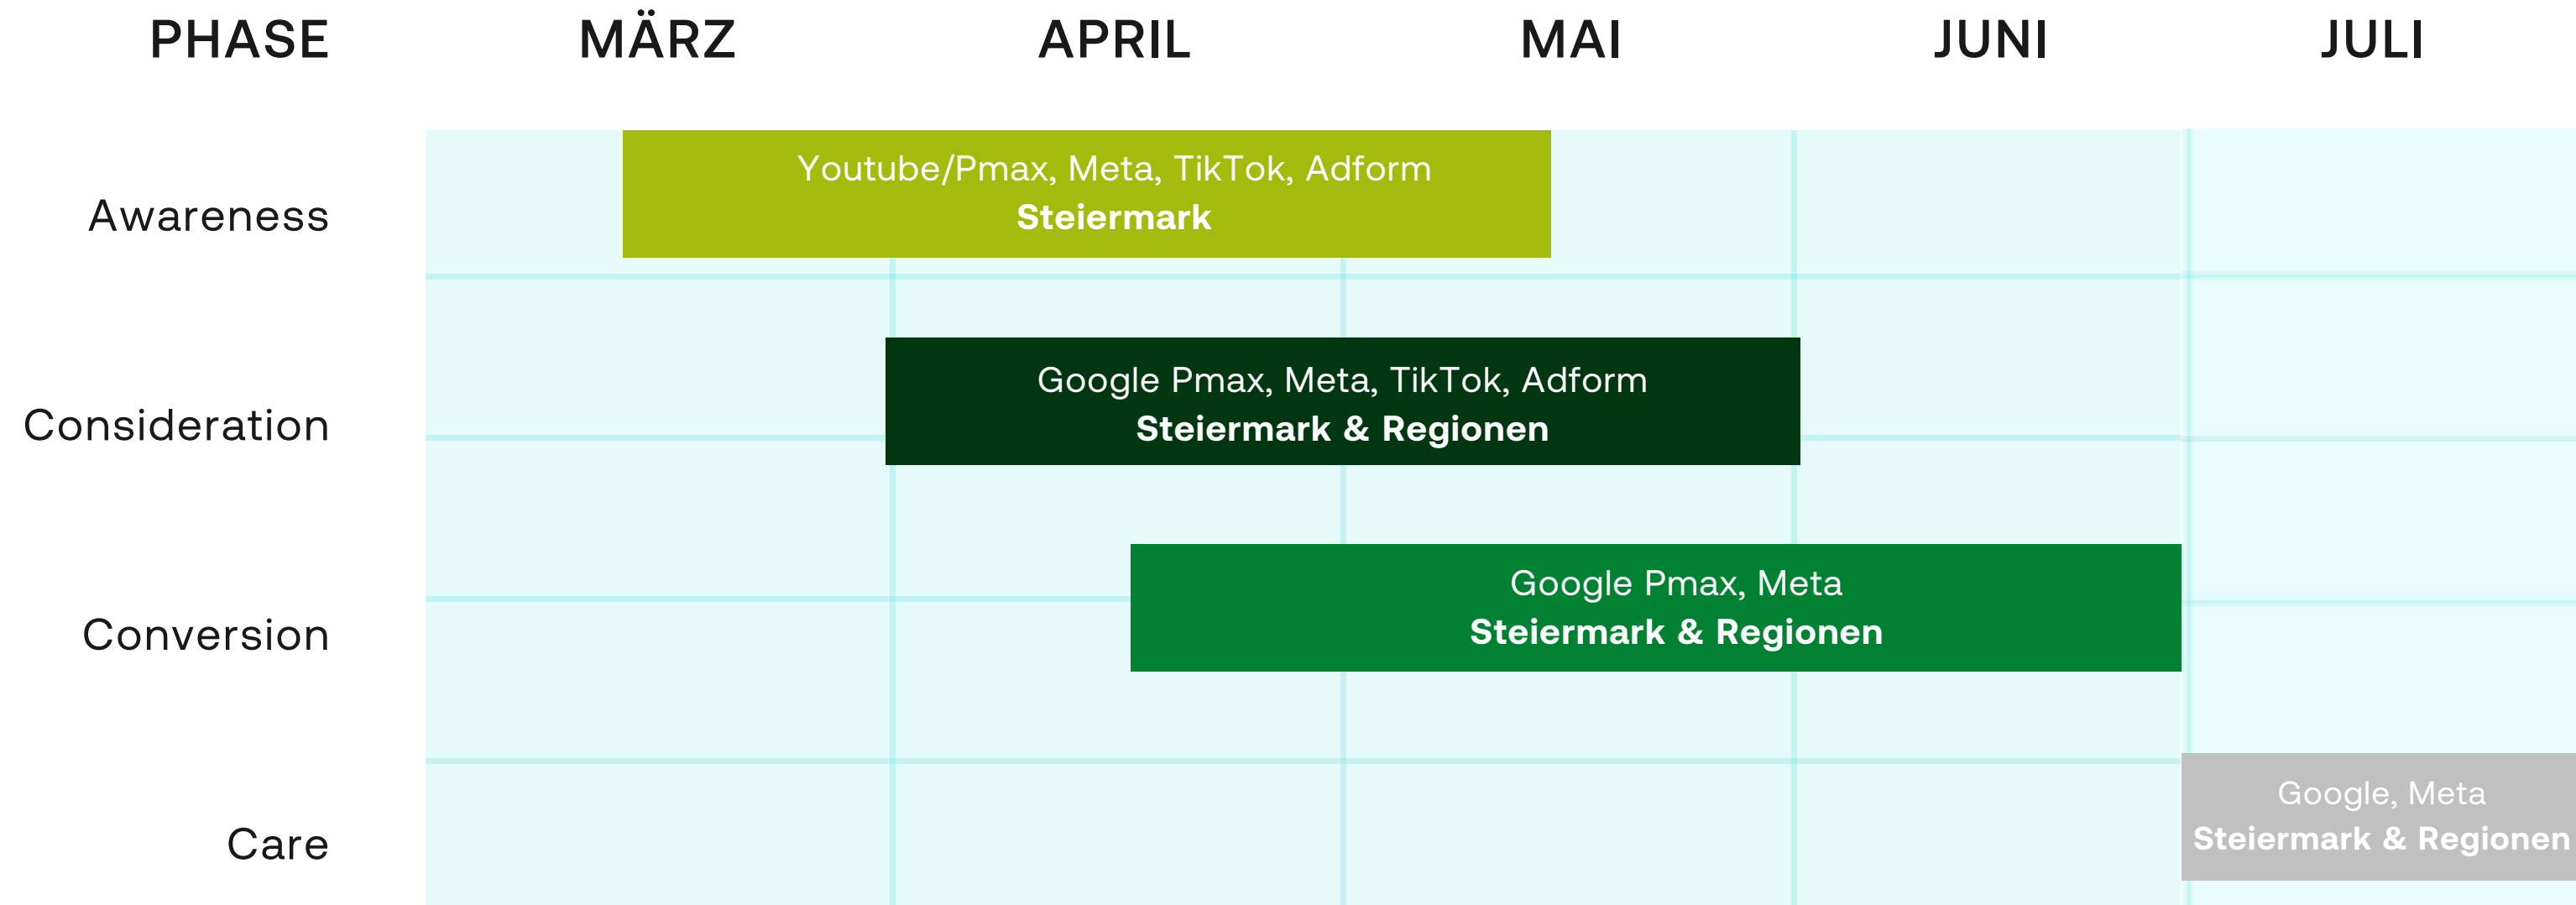 PHASE MÄRZ APRIL MAI JUNI JULI
Awareness
Youtube/Pmax, Meta, TikTok, Adform
Steiermark
Consideration
Google Pmax, Meta, TikTok, Adform
Steiermark & Regionen
Conversion
Google Pmax, Meta
Steiermark & Regionen
Care
Google, Meta
Steiermark & Regionen